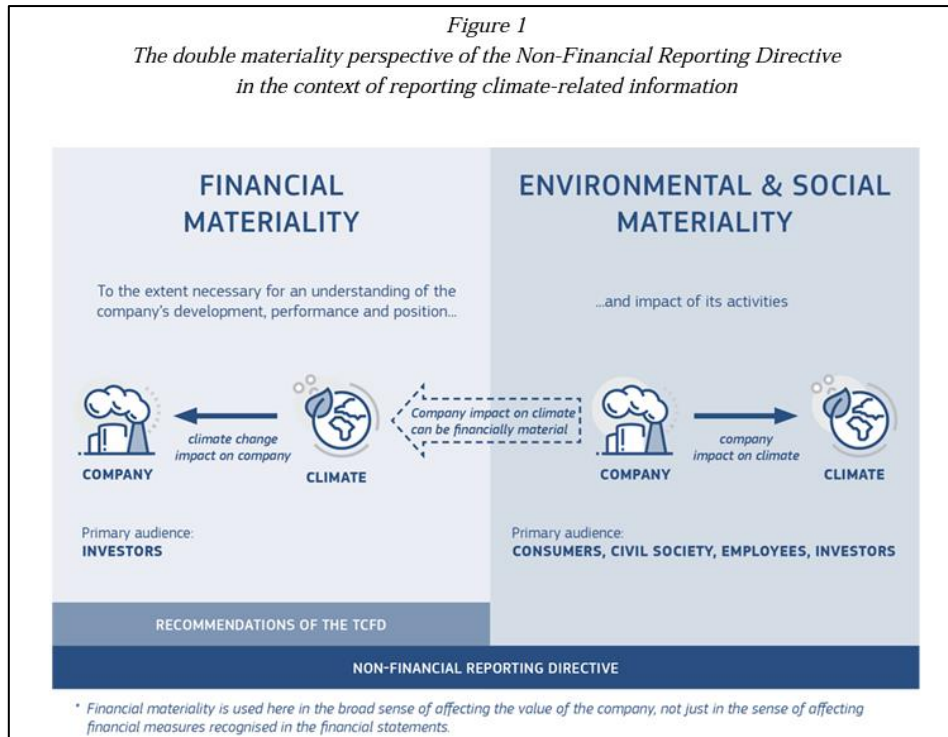 Figure 1
The double materiality perspective of the Non-Financial Reporting Directive
in the context of reporting climate-related information
FINANCIAL
MATERIALITY
To the extent necessary for an understanding of the
company's development, performance and position...
ENVIRONMENTAL & SOCIAL
MATERIALITY
...and impact of its activities
COMPANY
climate change
impact on company
CLIMATE
Company impact on climate
can be financially material
COMPANY
company
impact on climate
CLIMATE
Primary audience:
INVESTORS
Primary audience:
CONSUMERS, CIVIL SOCIETY, EMPLOYEES, INVESTORS
RECOMMENDATIONS OF THE TCFD
NON-FINANCIAL REPORTING DIRECTIVE
* Financial materiality is used here in the broad sense of affecting the value of the company, not just in the sense of affecting
financial measures recognised in the financial statements.